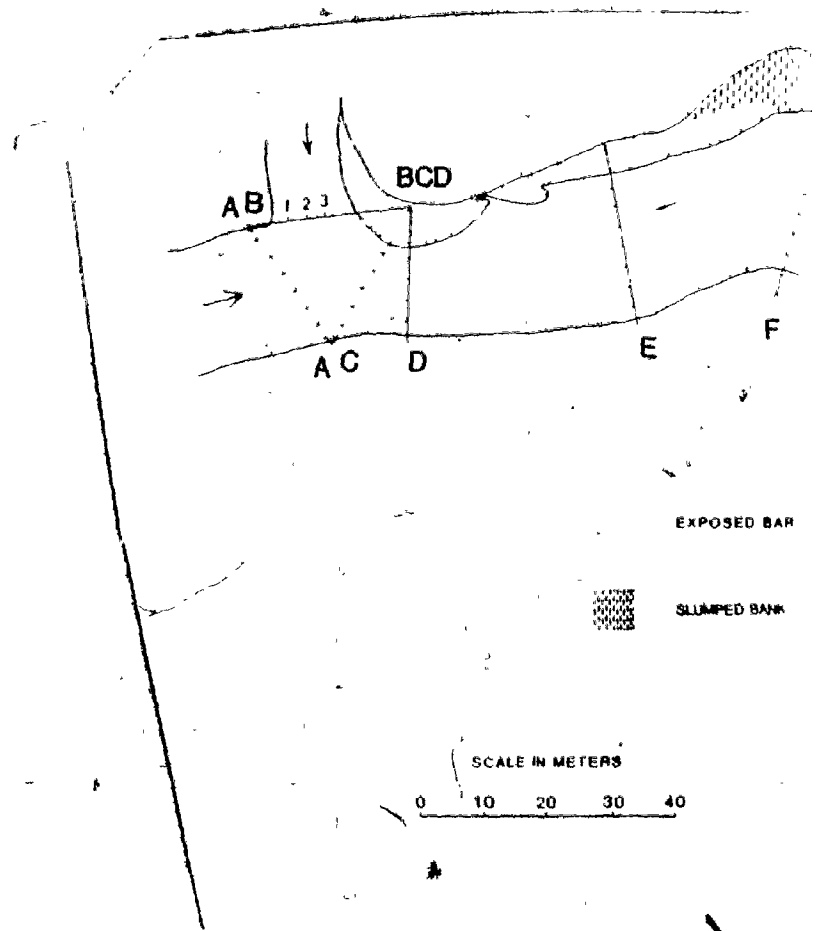 BCD
A B 1 2 3
A C D E F
EXPOSED BAR
SLUMPED BANK
SCALE IN METERS
0 10 20 30 40